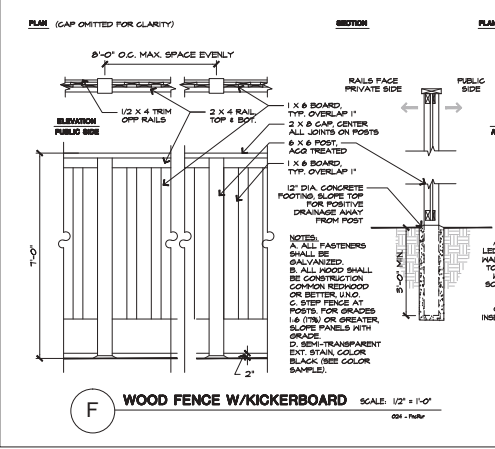 PLAN (CAP OMITTED FOR CLARITY)
SECTION
8'-0" O.C. MAX. SPACE EVENLY
1/2 X 4 TRIM
OPP RAILS
2 X 4 RAIL
TOP & BOT.
ELEVATION
PUBLIC SIDE
1 X 6 BOARD,
TYP. OVERLAP 1"
2 X 8 CAP, CENTER
ALL JOINTS ON POSTS
6 X 6 POST,
ACQ TREATED
1 X 6 BOARD,
TYP. OVERLAP 1"
12" DIA. CONCRETE
FOOTING, SLOPE TOP
FOR POSITIVE
DRAINAGE AWAY
FROM POST
RAILS FACE
PRIVATE SIDE
PUBLIC
SIDE
7'-0"
3'-0" MIN.
2"
NOTES:
A. ALL FASTENERS
SHALL BE
GALVANIZED.
B. ALL WOOD SHALL
BE CONSTRUCTION
COMMON REDWOOD
OR BETTER, U.N.O.
C. STEP FENCE AT
POSTS. FOR GRADES
1:6 (17%) OR GREATER,
SLOPE PANELS WITH
GRADE.
D. SEMI-TRANSPARENT
EXT. STAIN, COLOR
BLACK (SEE COLOR
SAMPLE).
F
WOOD FENCE W/KICKERBOARD SCALE: 1/2" = 1'-0"